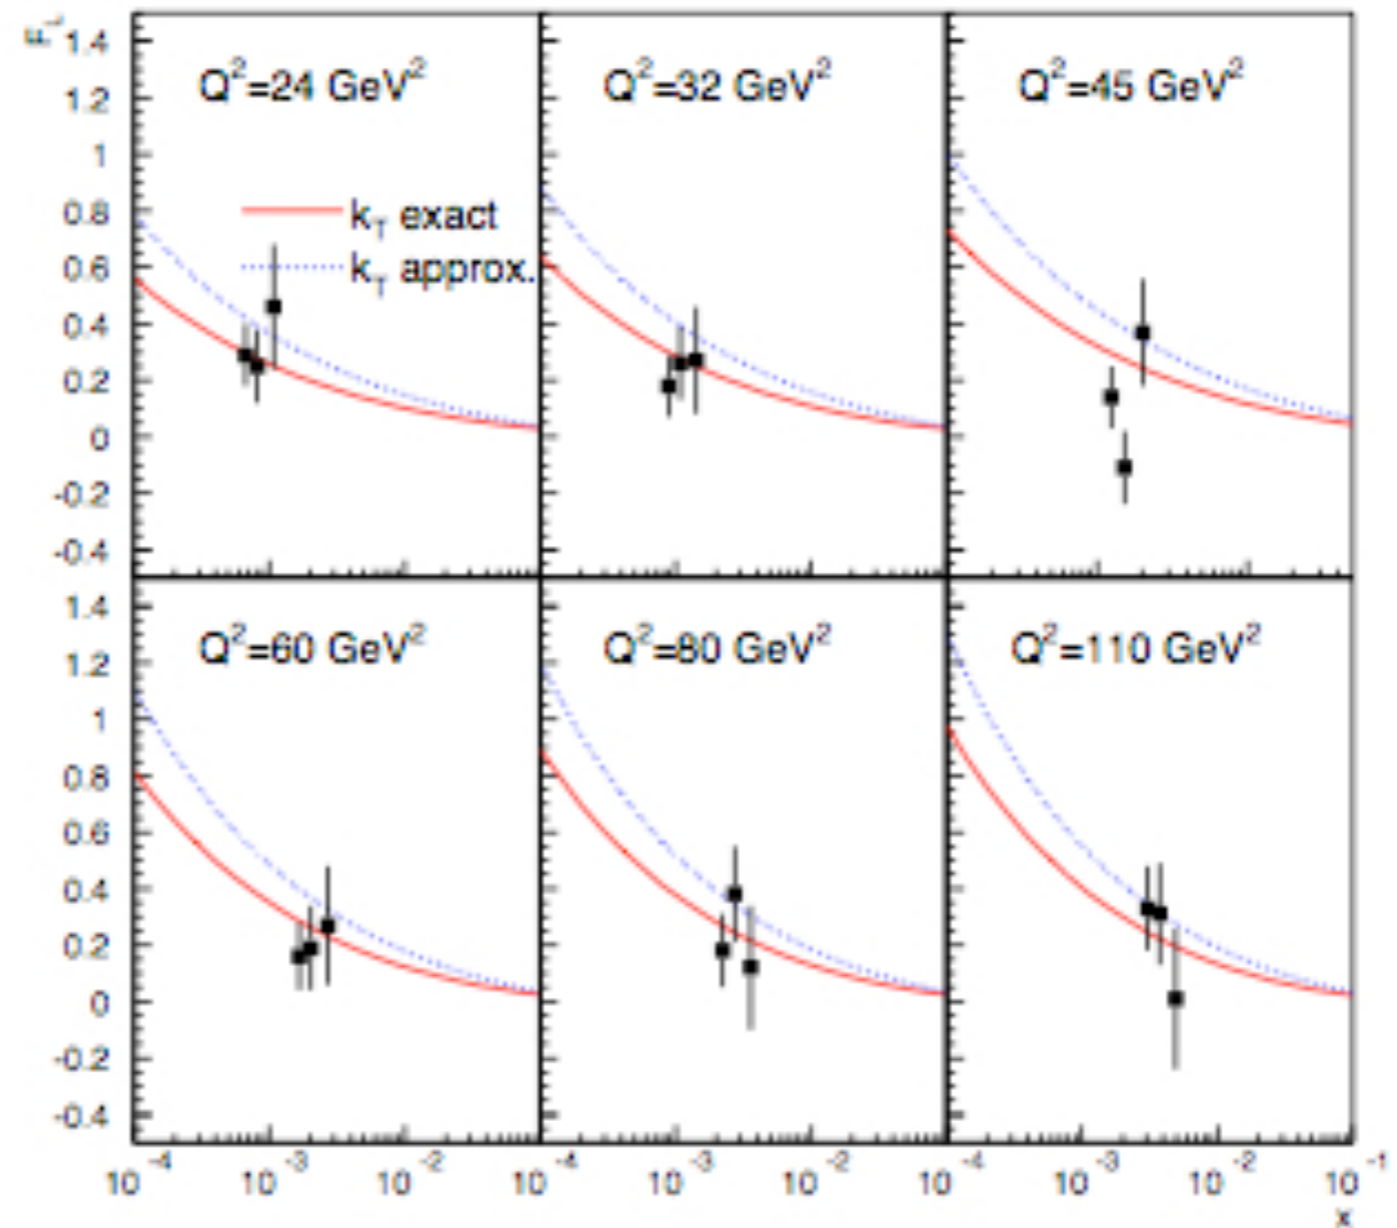 F_L
1.4
1.2
1
0.8
0.6
0.4
0.2
0
-0.2
-0.4
Q²=24 GeV²
k_T exact
k_T approx.
Q²=32 GeV²
Q²=45 GeV²
1.4
1.2
1
0.8
0.6
0.4
0.2
0
-0.2
-0.4
Q²=60 GeV²
Q²=80 GeV²
Q²=110 GeV²
10⁻⁴ 10⁻³ 10⁻² 10⁻⁴ 10⁻³ 10⁻² 10⁻⁴ 10⁻³ 10⁻² 10⁻¹
x